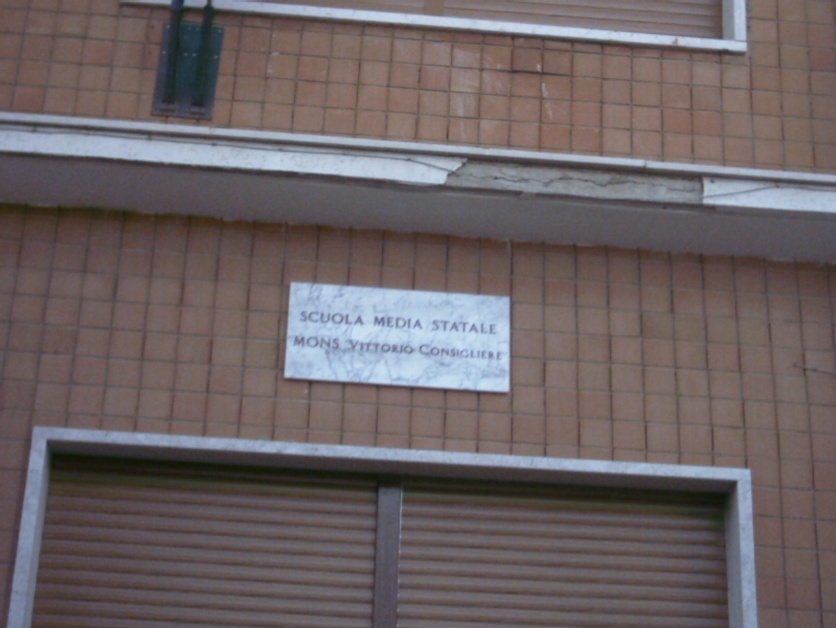 SCUOLA MEDIA STATALE
MONS. VITTORIO CONSIGLIERE